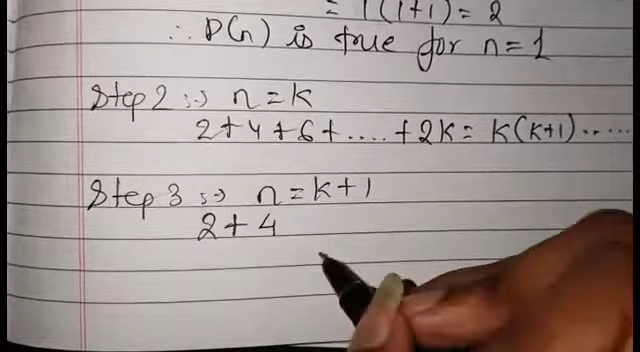 = 1(1+1) = 2
∴ P(n) is true for n=1
Step 2 :→ n=k
2+4+6+....+2k= k(k+1).....
Step 3 :→ n=k+1
2+4